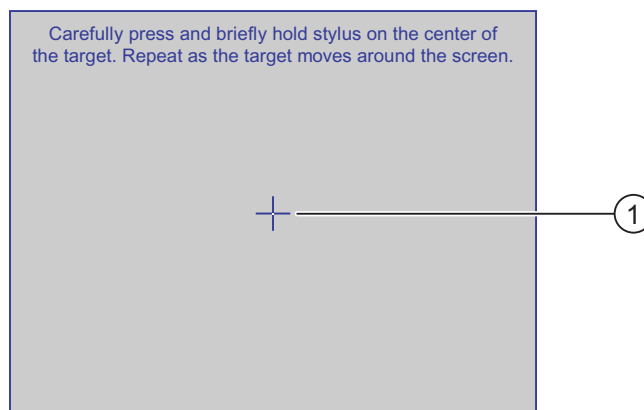 Carefully press and briefly hold stylus on the center of
the target. Repeat as the target moves around the screen.
1